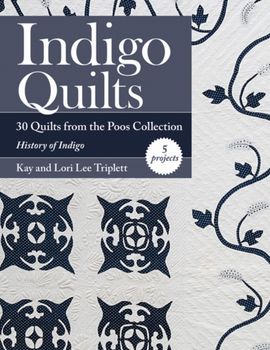 Indigo
Quilts
30 Quilts from the Poos Collection
History of Indigo
5
projects
Kay and Lori Lee Triplett